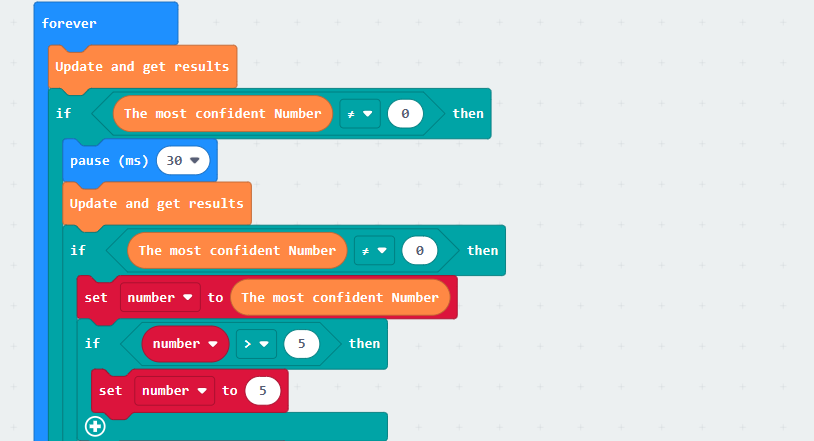 forever
Update and get results
if The most confident Number ≠ 0 then
pause (ms) 30
Update and get results
if The most confident Number ≠ 0 then
set number to The most confident Number
if number > 5 then
set number to 5